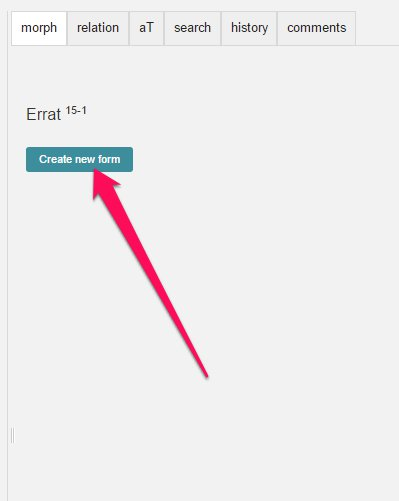 morph relation aT search history comments
Errat 15-1
Create new form